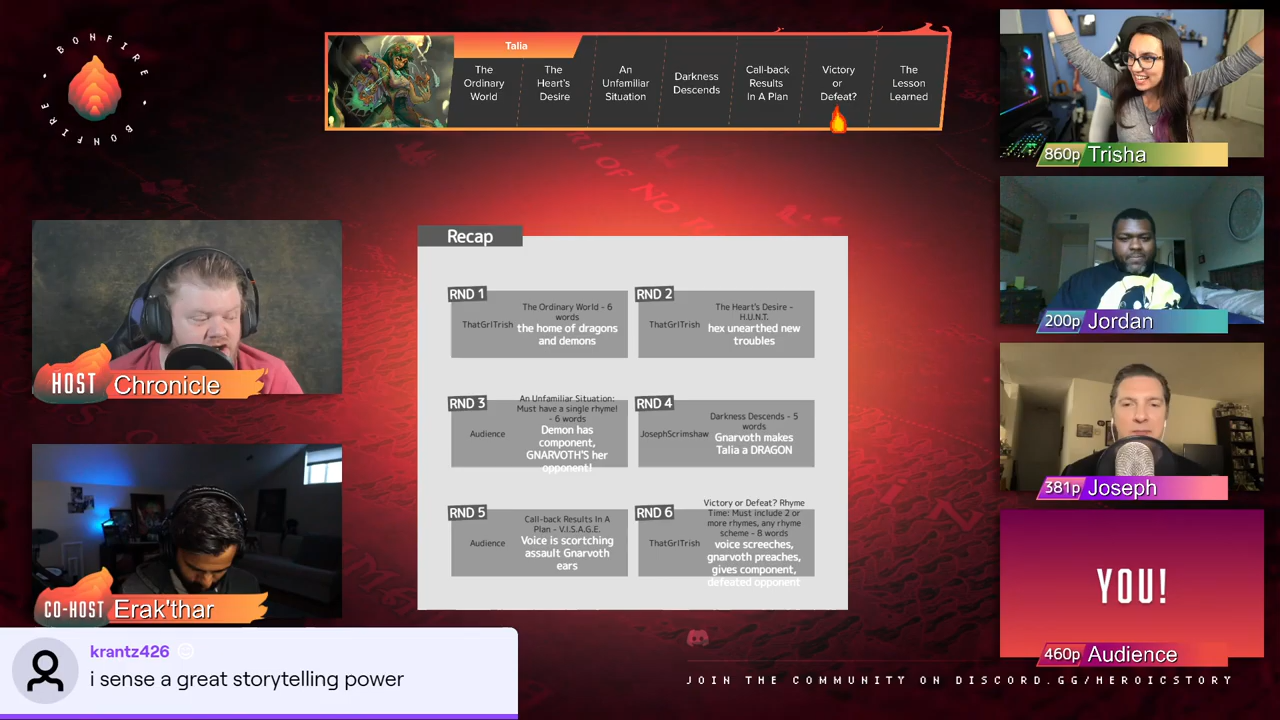 BONFIRE
BONFIRE
Talia
The
Ordinary
World
The
Heart's
Desire
An
Unfamiliar
Situation
Darkness
Descends
Call-back
Results
In A Plan
Victory
or
Defeat?
The
Lesson
Learned
860p Trisha
200p Jordan
381p Joseph
YOU!
460p Audience
HOST Chronicle
CO-HOST Erak'thar
Recap
RND 1
ThatGrlTrish
The Ordinary World - 6
words
the home of dragons
and demons
RND 2
ThatGrlTrish
The Heart's Desire -
H.U.N.T.
hex unearthed new
troubles
RND 3
Audience
An Unfamiliar Situation:
Must have a single rhyme!
- 6 words
Demon has
component,
GNARVOTH'S her
opponent!
RND 4
JosephScrimshaw
Darkness Descends - 5
words
Gnarvoth makes
Talia a DRAGON
RND 5
Audience
Call-back Results In A
Plan - V.I.S.A.G.E.
Voice is scortching
assault Gnarvoth
ears
RND 6
ThatGrlTrish
Victory or Defeat? Rhyme
Time: Must include 2 or
more rhymes, any rhyme
scheme - 8 words
voice screeches,
gnarvoth preaches,
gives component,
defeated opponent
krantz426
i sense a great storytelling power
JOIN THE COMMUNITY ON DISCORD.GG/HEROICSTORY